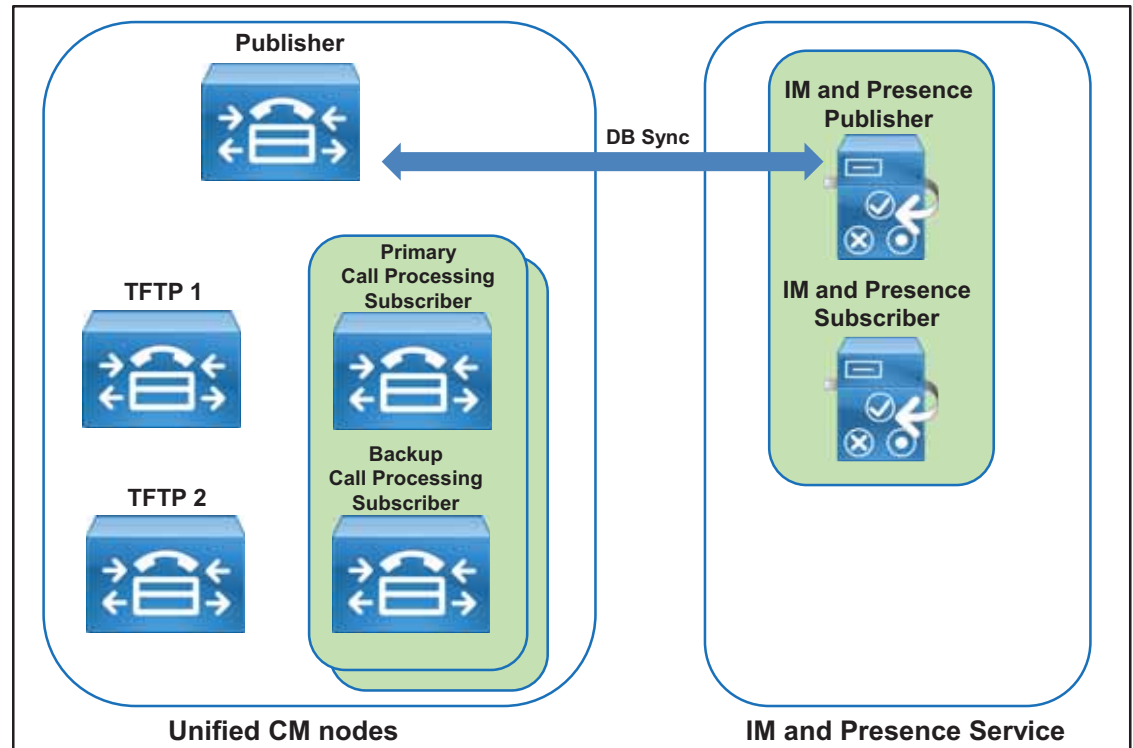 Publisher
DB Sync
IM and Presence
Publisher
Primary
Call Processing
Subscriber
TFTP 1
IM and Presence
Subscriber
Backup
Call Processing
Subscriber
TFTP 2
Unified CM nodes
IM and Presence Service